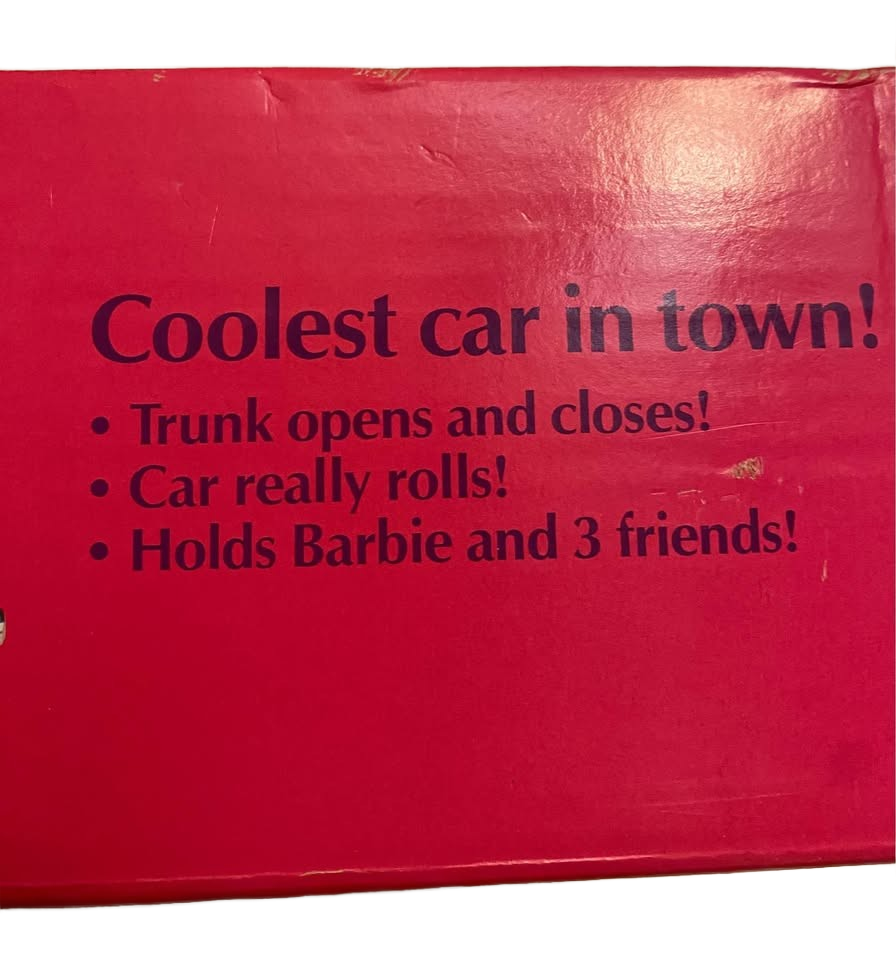 Coolest car in town!
• Trunk opens and closes!
• Car really rolls!
• Holds Barbie and 3 friends!